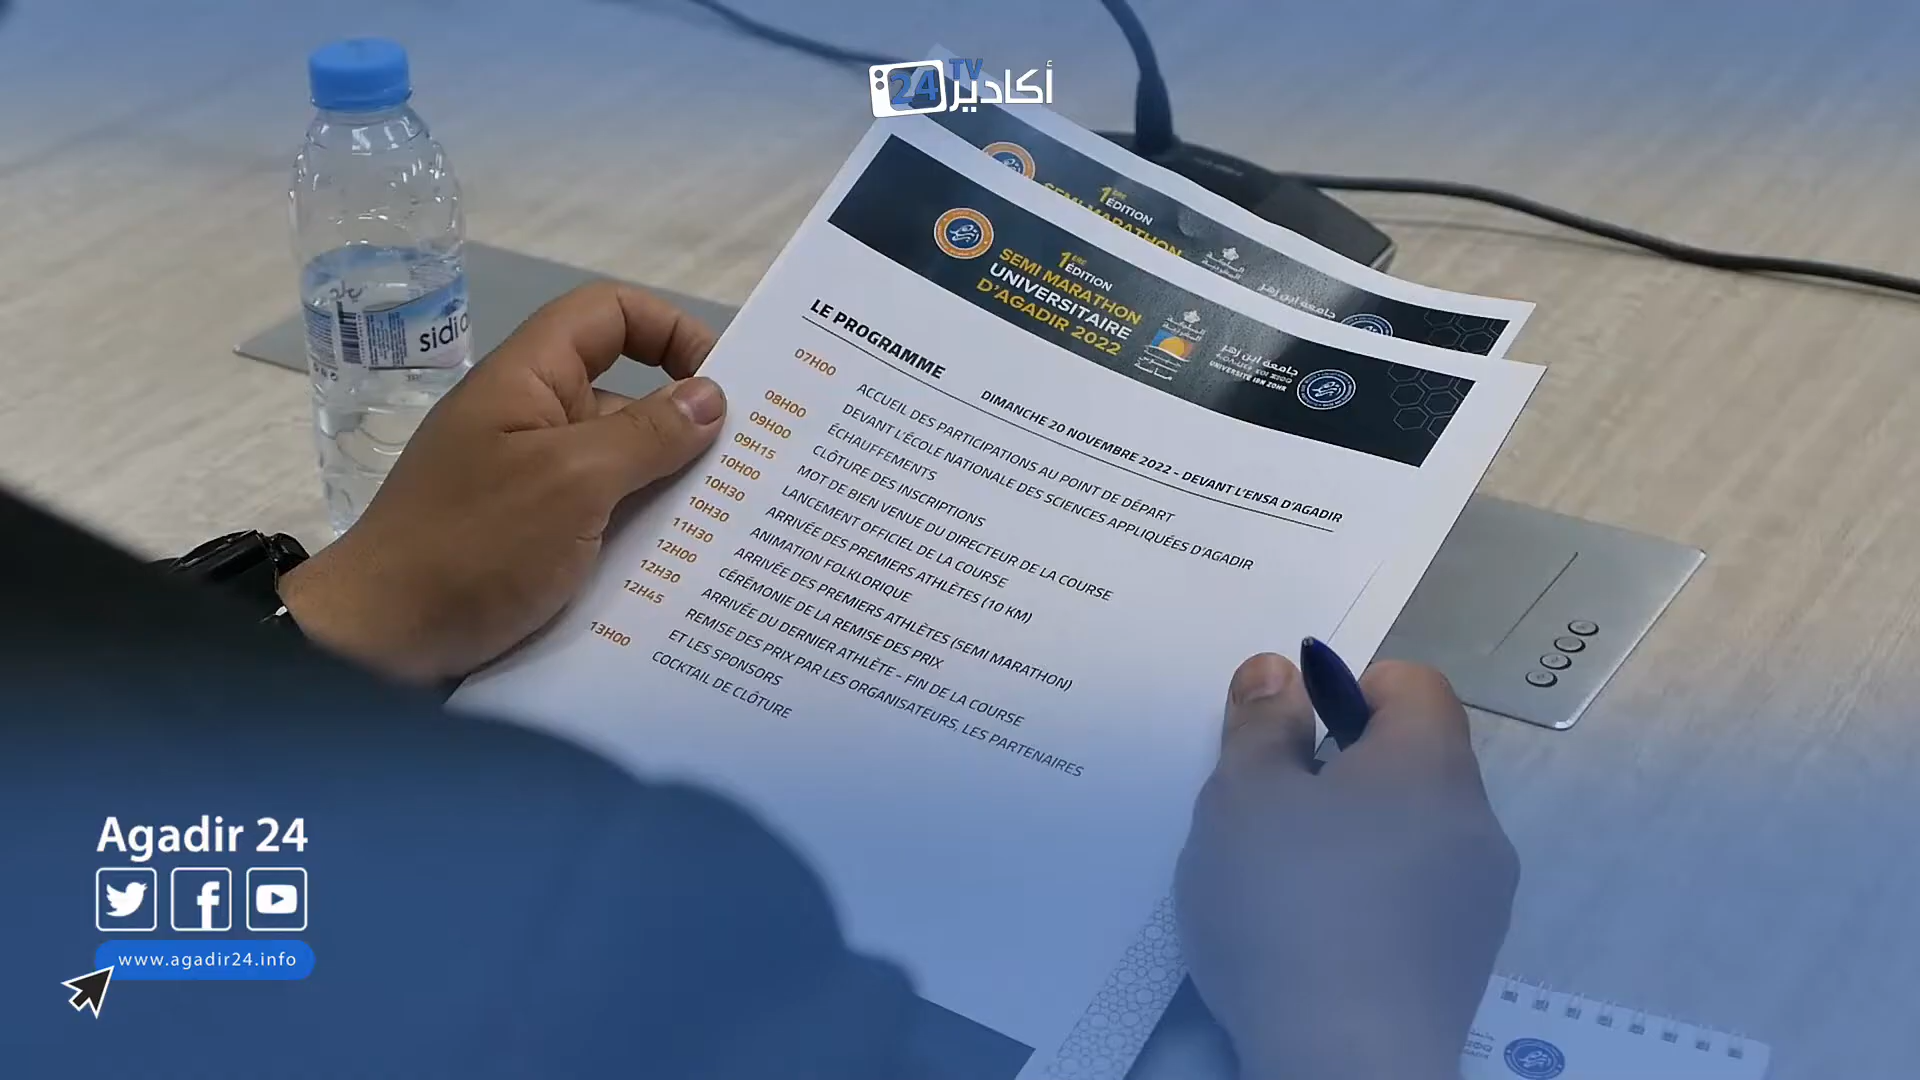 أكادير TV 24
1ÈRE
ÉDITION
SEMI MARATHON
1ÈRE
ÉDITION
SEMI MARATHON
UNIVERSITAIRE
D'AGADIR 2022
جامعة ابن زهر
UNIVERSITÉ IBN ZOHR
LE PROGRAMME
DIMANCHE 20 NOVEMBRE 2022 - DEVANT L'ENSA D'AGADIR
07H00 ACCUEIL DES PARTICIPATIONS AU POINT DE DÉPART
DEVANT L'ÉCOLE NATIONALE DES SCIENCES APPLIQUÉES D'AGADIR
08H00 ÉCHAUFFEMENTS
09H00 CLÔTURE DES INSCRIPTIONS
09H15 MOT DE BIEN VENUE DU DIRECTEUR DE LA COURSE
10H00 LANCEMENT OFFICIEL DE LA COURSE
10H30 ARRIVÉE DES PREMIERS ATHLÈTES (10 KM)
10H30 ANIMATION FOLKLORIQUE
11H30 ARRIVÉE DES PREMIERS ATHLÈTES (SEMI MARATHON)
12H00 CÉRÉMONIE DE LA REMISE DES PRIX
12H30 ARRIVÉE DU DERNIER ATHLÈTE - FIN DE LA COURSE
12H45 REMISE DES PRIX PAR LES ORGANISATEURS, LES PARTENAIRES
ET LES SPONSORS
13H00 COCKTAIL DE CLÔTURE
Agadir 24
www.agadir24.info